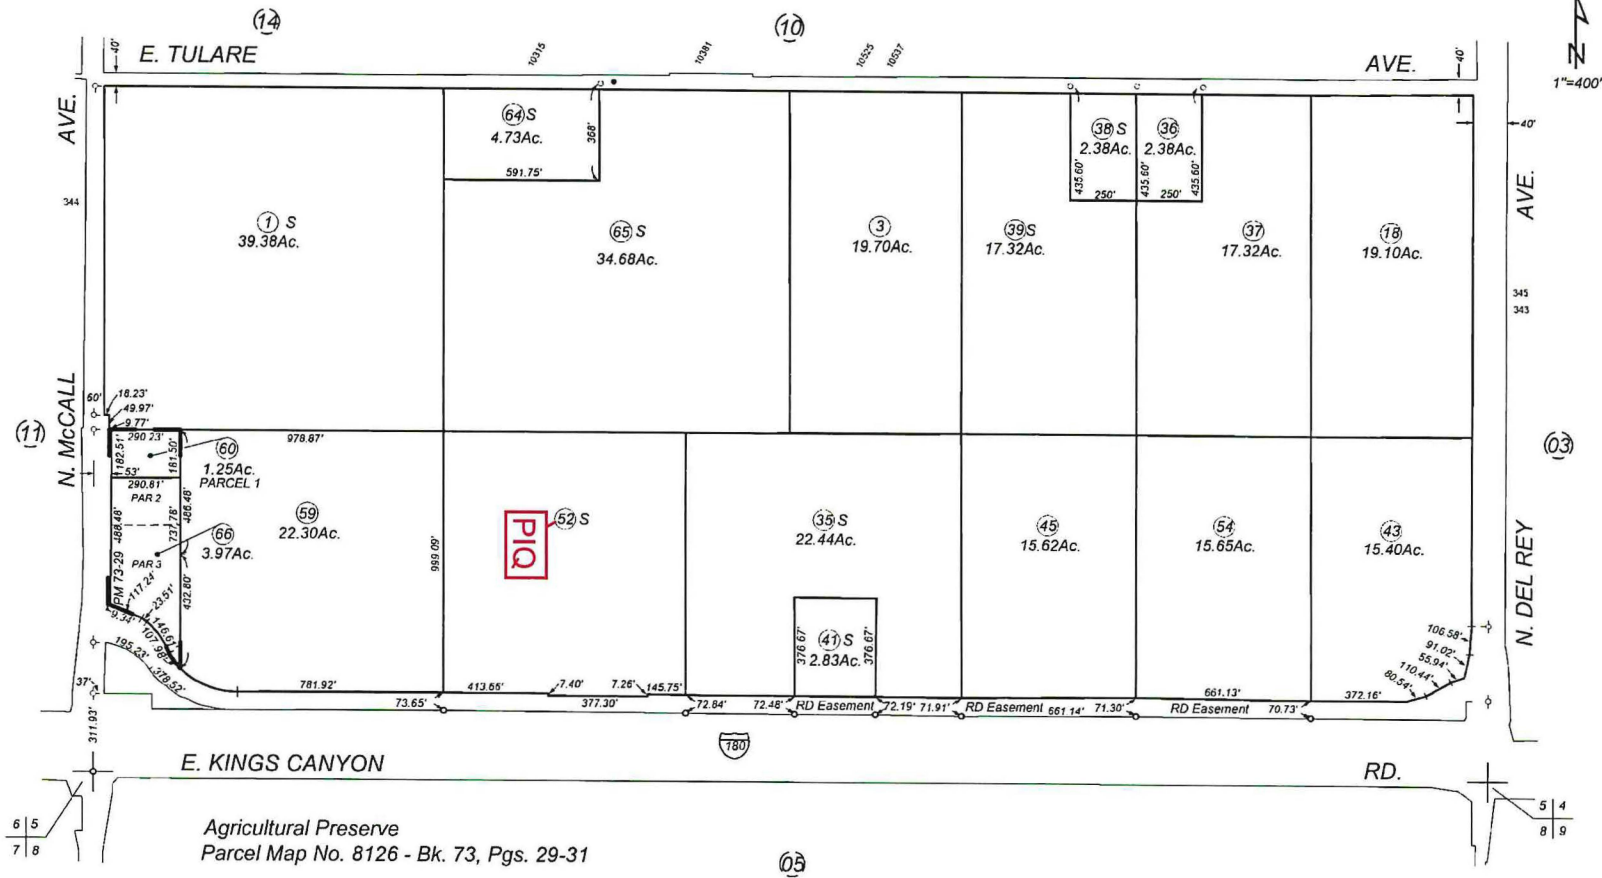 (14)
(10)
E. TULARE
AVE.
10315
10381
10525
10537
40'
40'
N
1"=400'
AVE.
N. McCALL
344
64 S
4.73Ac.
368'
591.75'
1 S
39.38Ac.
65 S
34.68Ac.
3
19.70Ac.
38 S
2.38Ac.
36
2.38Ac.
435.60'
435.60'
435.60'
250'
250'
39 S
17.32Ac.
37
17.32Ac.
18
19.10Ac.
40'
AVE.
N. DEL REY
345
343
(11)
(03)
60'
18.23'
49.97'
9.77'
290.23'
182.51'
181.50'
53'
290.81'
60
1.25Ac.
PARCEL 1
978.87'
PAR 2
488.48'
737.78'
486.48'
66
3.97Ac.
PAR 3
PM 73-29
432.80'
117.24'
23.51'
9.34'
146.61'
107.98'
195.23'
378.52'
37'
311.93'
59
22.30Ac.
999.09'
PIQ
52 S
35 S
22.44Ac.
41 S
2.83Ac.
376.67'
376.67'
45
15.62Ac.
54
15.65Ac.
43
15.40Ac.
106.58'
91.02'
55.94'
110.44'
80.54'
781.92'
73.65'
413.65'
7.40'
377.30'
7.26'
145.75'
72.84'
72.48'
RD Easement
72.19'
71.91'
RD Easement
661.14'
71.30'
661.13'
RD Easement
70.73'
372.16'
180
E. KINGS CANYON
RD.
6 5
7 8
5 4
8 9
Agricultural Preserve
Parcel Map No. 8126 - Bk. 73, Pgs. 29-31
(05)